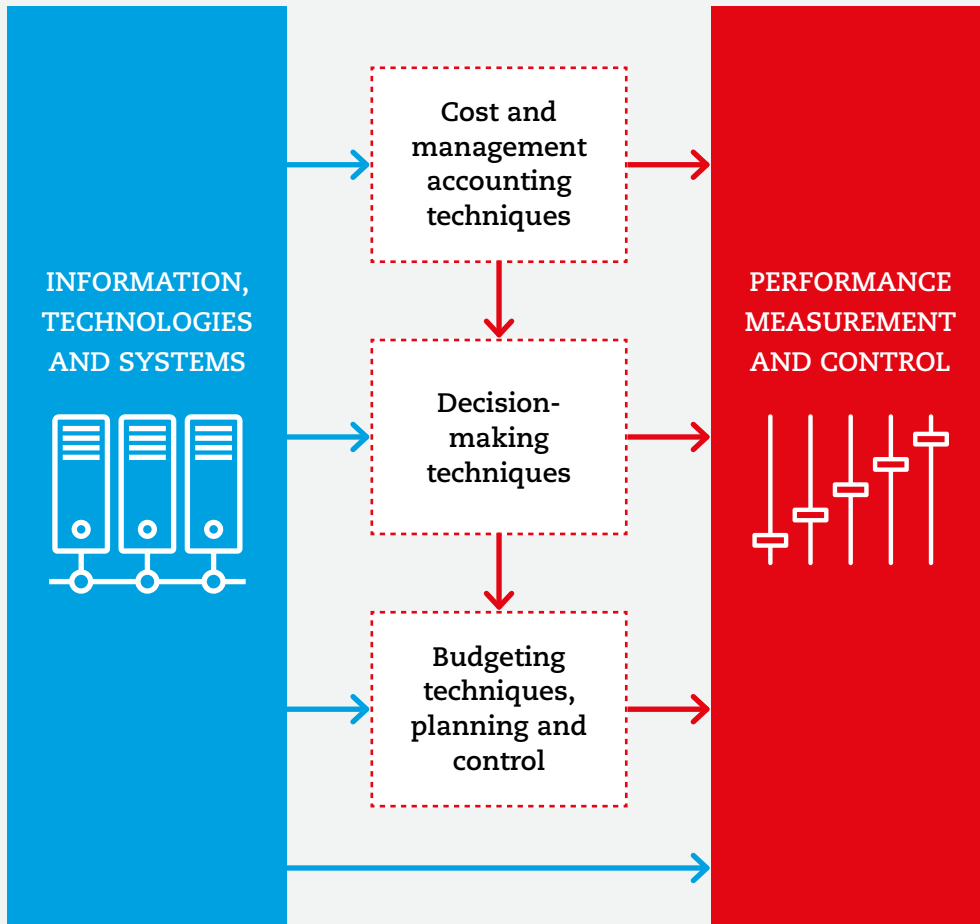 INFORMATION,
TECHNOLOGIES
AND SYSTEMS
Cost and
management
accounting
techniques
Decision-
making
techniques
Budgeting
techniques,
planning and
control
PERFORMANCE
MEASUREMENT
AND CONTROL